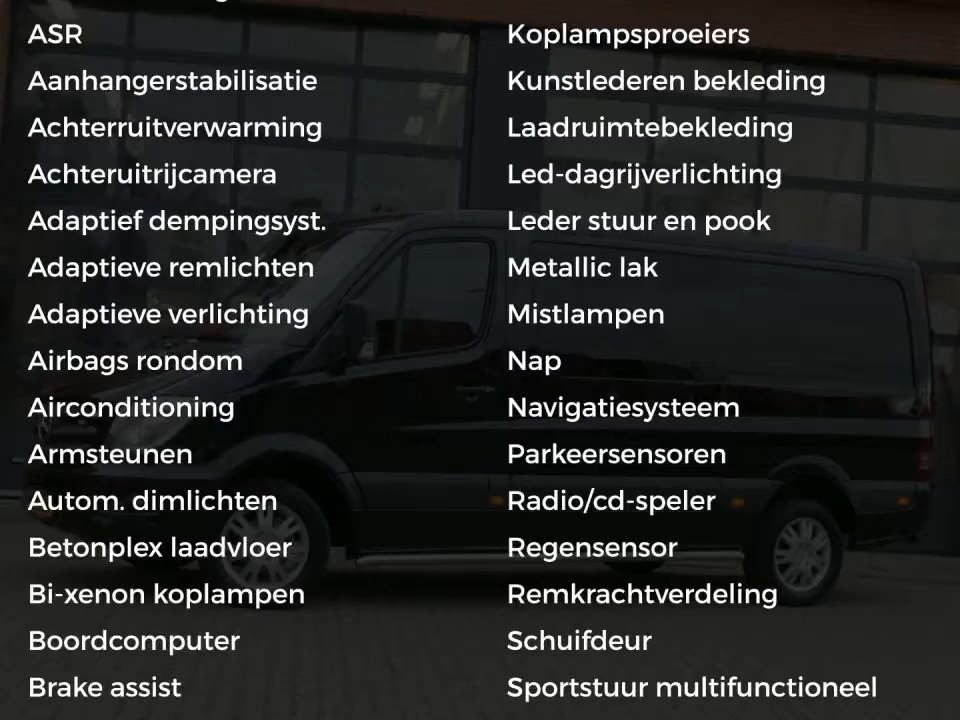 ASR
Aanhangerstabilisatie
Achterruitverwarming
Achteruitrijcamera
Adaptief dempingsyst.
Adaptieve remlichten
Adaptieve verlichting
Airbags rondom
Airconditioning
Armsteunen
Autom. dimlichten
Betonplex laadvloer
Bi-xenon koplampen
Boordcomputer
Brake assist
Koplampsproeiers
Kunstlederen bekleding
Laadruimtebekleding
Led-dagrijverlichting
Leder stuur en pook
Metallic lak
Mistlampen
Nap
Navigatiesysteem
Parkeersensoren
Radio/cd-speler
Regensensor
Remkrachtverdeling
Schuifdeur
Sportstuur multifunctioneel